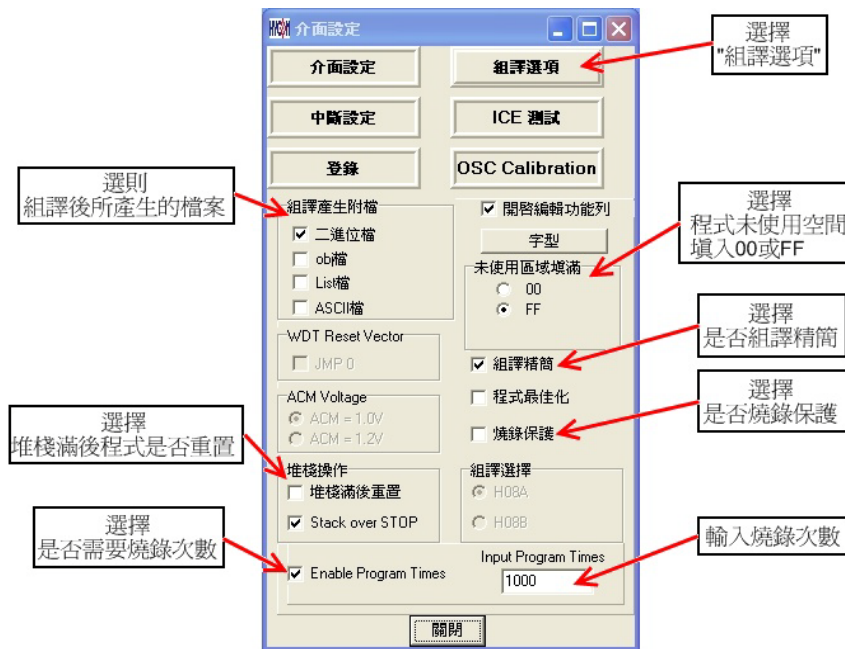 介面設定
選擇
"組譯選項"
介面設定
組譯選項
中斷設定
ICE 測試
登錄
OSC Calibration
選則
組譯後所產生的檔案
組譯產生附檔
二進位檔
obj檔
List檔
ASCII檔
開啓編輯功能列
字型
未使用區域填滿
00
FF
選擇
程式未使用空間
填入00或FF
WDT Reset Vector
JMP 0
組譯精簡
選擇
是否組譯精簡
ACM Voltage
ACM = 1.0V
ACM = 1.2V
程式最佳化
燒錄保護
選擇
是否燒錄保護
選擇
堆棧滿後程式是否重置
堆棧操作
堆棧滿後重置
Stack over STOP
組譯選擇
H08A
H08B
選擇
是否需要燒錄次數
Enable Program Times
Input Program Times
1000
輸入燒錄次數
關閉